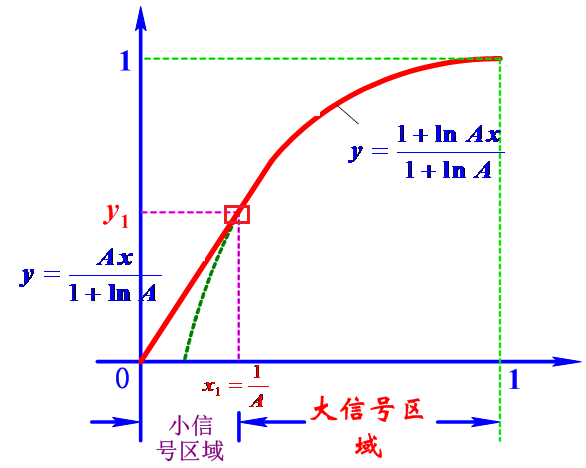 1
y = (1 + ln Ax) / (1 + ln A)
y₁
y = Ax / (1 + ln A)
0
x₁ = 1/A
1
小信
号区域
大信号区
域